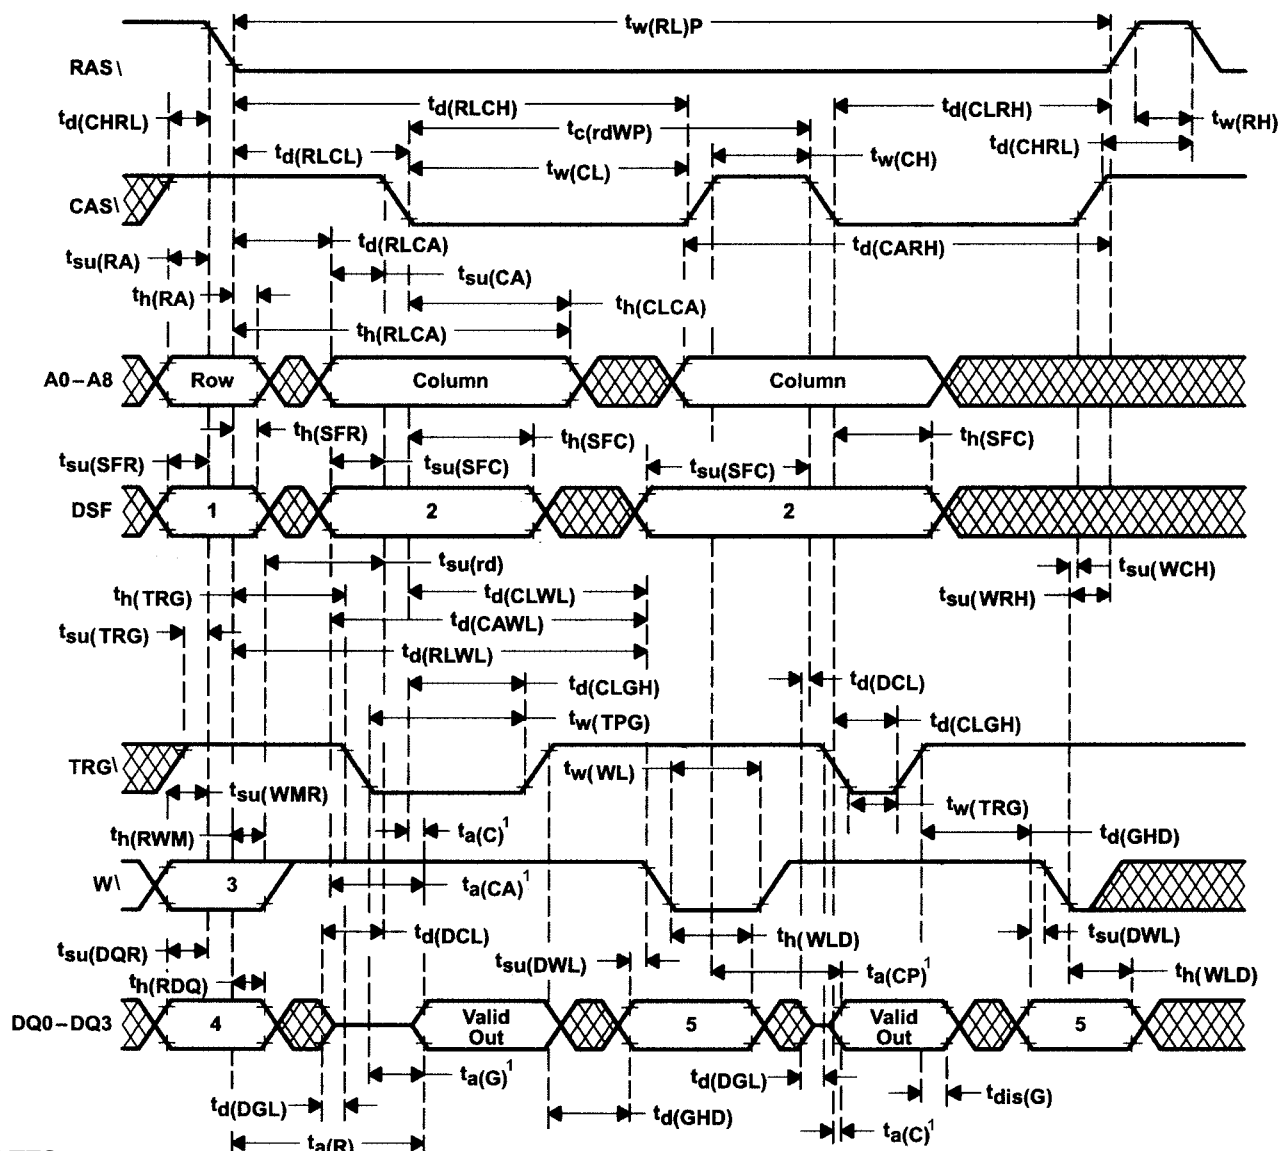 tw(RL)P
RAS\
td(CHRL)
td(RLCH)
td(CLRH)
tc(rdWP)
tw(RH)
td(RLCL)
tw(CH)
td(CHRL)
tw(CL)
CAS\
td(RLCA)
td(CARH)
tsu(RA)
tsu(CA)
th(RA)
th(CLCA)
th(RLCA)
A0–A8
Row
Column
Column
th(SFR)
th(SFC)
th(SFC)
tsu(SFR)
tsu(SFC)
tsu(SFC)
DSF
1
2
2
tsu(rd)
tsu(WCH)
th(TRG)
td(CLWL)
tsu(WRH)
td(CAWL)
tsu(TRG)
td(RLWL)
td(CLGH)
td(DCL)
tw(TPG)
td(CLGH)
TRG\
tw(WL)
tsu(WMR)
tw(TRG)
th(RWM)
ta(C)1
td(GHD)
W\
3
ta(CA)1
td(DCL)
th(WLD)
tsu(DWL)
tsu(DQR)
tsu(DWL)
ta(CP)1
th(WLD)
th(RDQ)
DQ0–DQ3
4
Valid Out
5
Valid Out
5
ta(G)1
td(DGL)
tdis(G)
td(DGL)
td(GHD)
ta(C)1
ta(R)